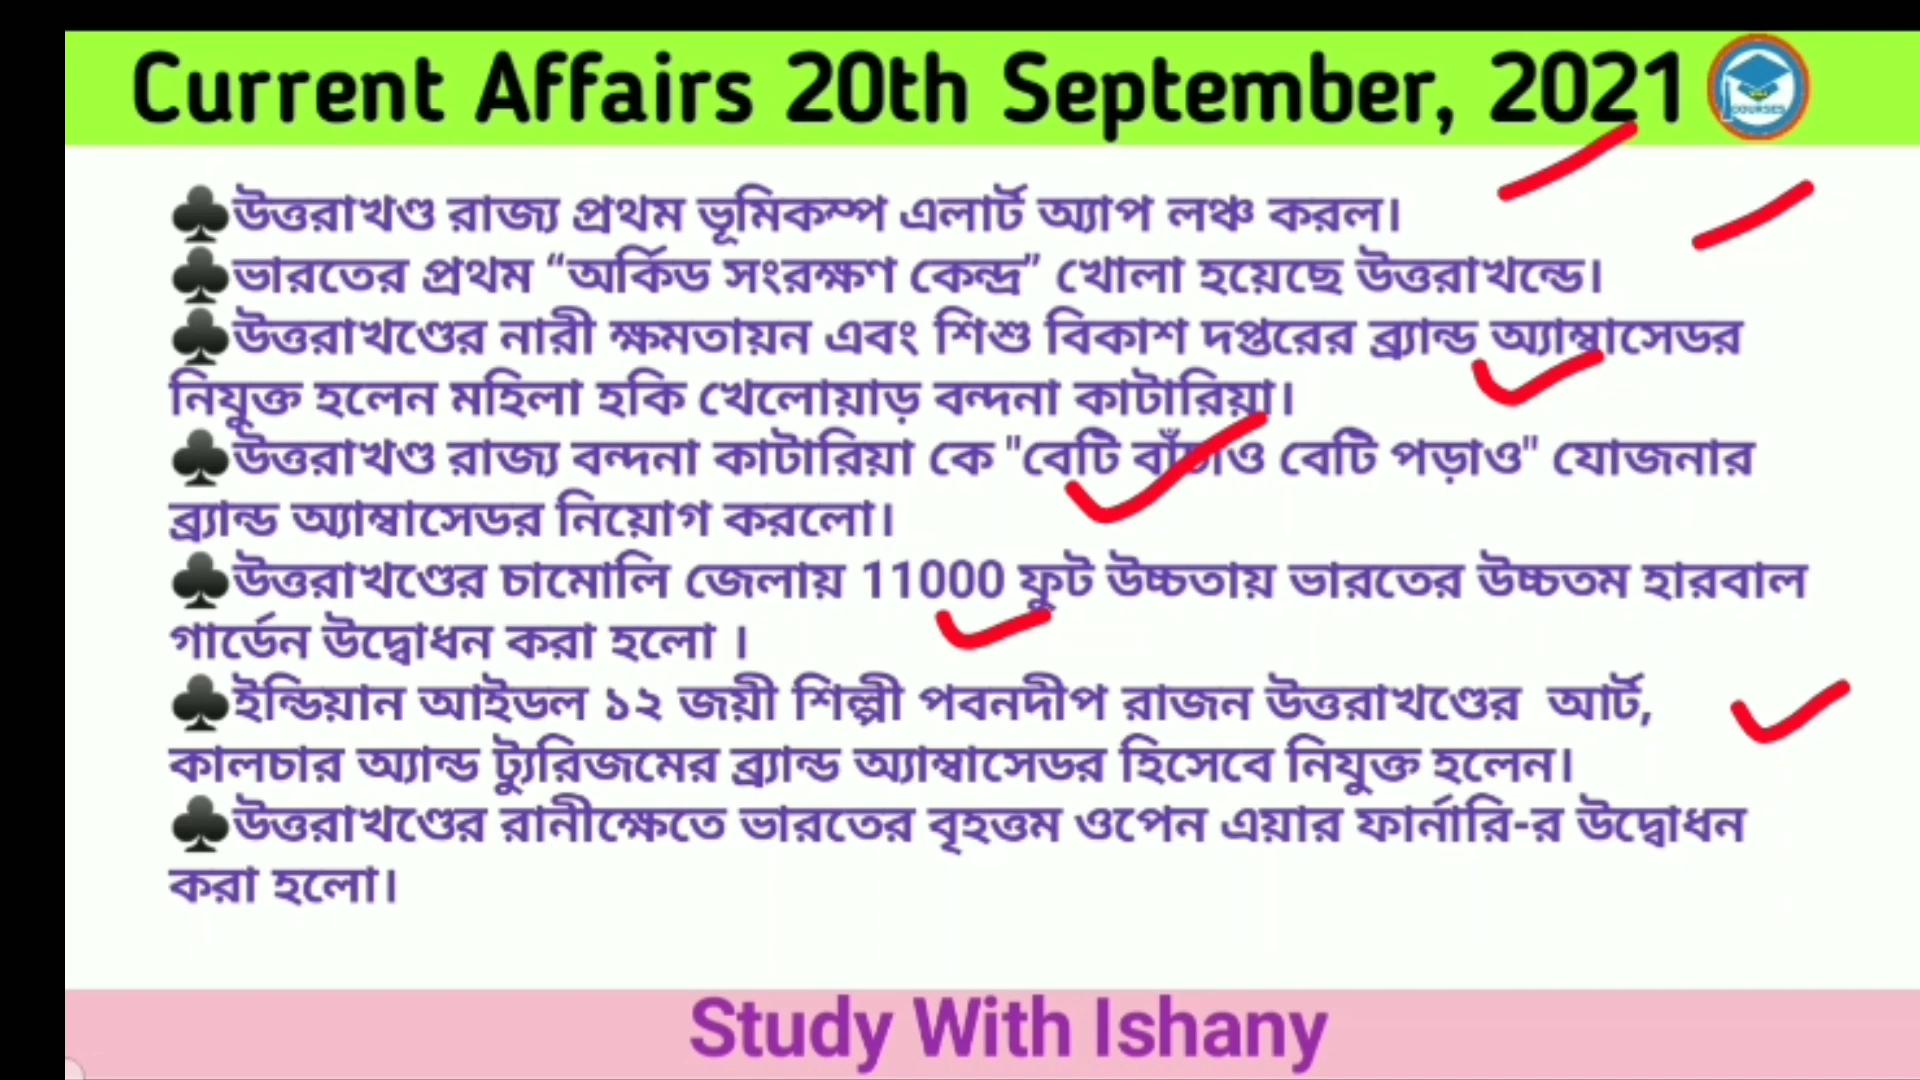 Current Affairs 20th September, 2021
COURSES
♣উত্তরাখণ্ড রাজ্য প্রথম ভূমিকম্প এলার্ট অ্যাপ লঞ্চ করল।
♣ভারতের প্রথম “অর্কিড সংরক্ষণ কেন্দ্র” খোলা হয়েছে উত্তরাখন্ডে।
♣উত্তরাখণ্ডের নারী ক্ষমতায়ন এবং শিশু বিকাশ দপ্তরের ব্র্যান্ড অ্যাম্বাসেডর
নিযুক্ত হলেন মহিলা হকি খেলোয়াড় বন্দনা কাটারিয়া।
♣উত্তরাখণ্ড রাজ্য বন্দনা কাটারিয়া কে "বেটি বাঁচাও বেটি পড়াও" যোজনার
ব্র্যান্ড অ্যাম্বাসেডর নিয়োগ করলো।
♣উত্তরাখণ্ডের চামোলি জেলায় 11000 ফুট উচ্চতায় ভারতের উচ্চতম হারবাল
গার্ডেন উদ্বোধন করা হলো ।
♣ইন্ডিয়ান আইডল ১২ জয়ী শিল্পী পবনদীপ রাজন উত্তরাখণ্ডের আর্ট,
কালচার অ্যান্ড ট্যুরিজমের ব্র্যান্ড অ্যাম্বাসেডর হিসেবে নিযুক্ত হলেন।
♣উত্তরাখণ্ডের রানীক্ষেতে ভারতের বৃহত্তম ওপেন এয়ার ফার্নারি-র উদ্বোধন
করা হলো।
Study With Ishany